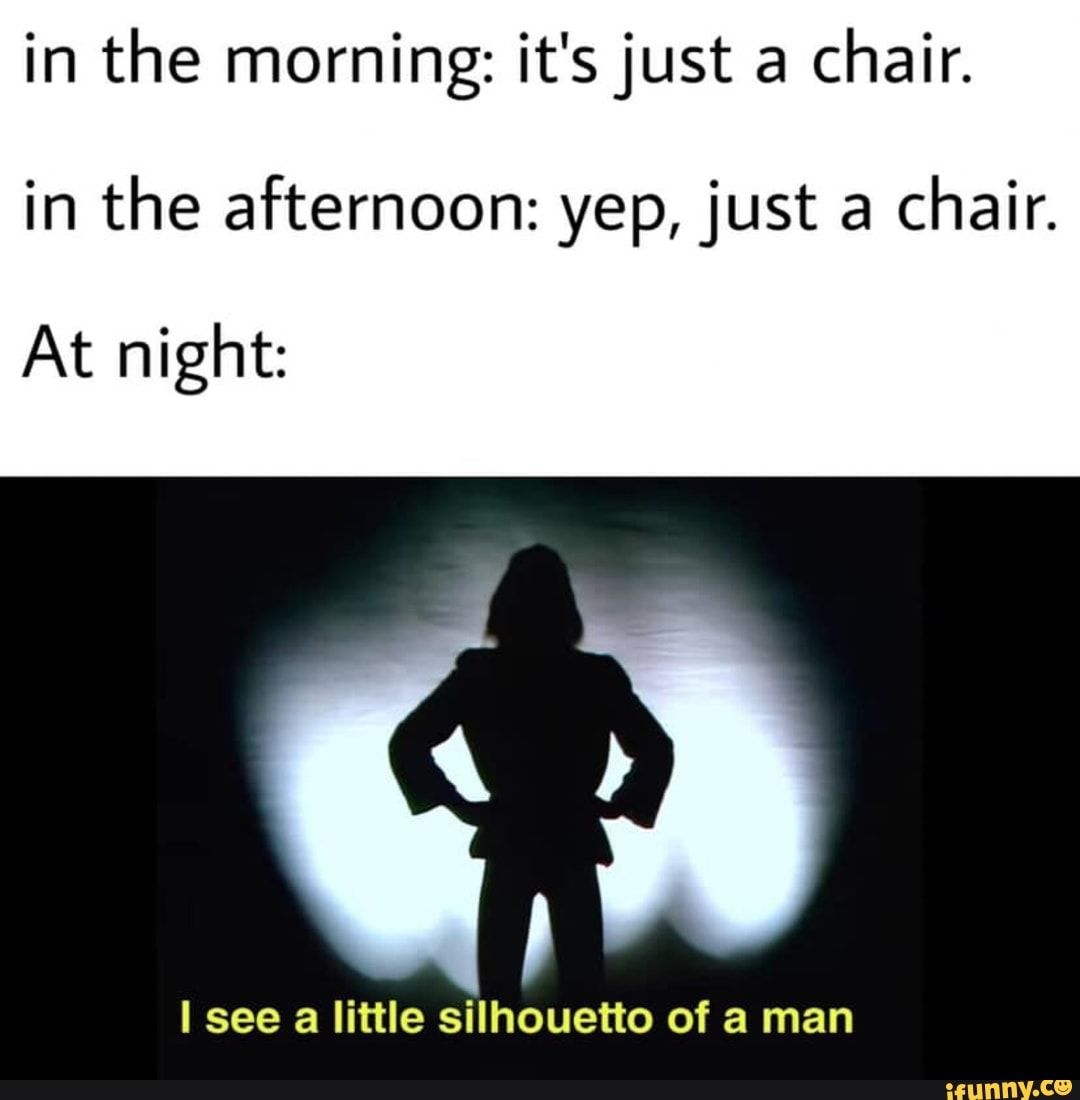 in the morning: it's just a chair.
in the afternoon: yep, just a chair.
At night:
I see a little silhouetto of a man
ifunny.co